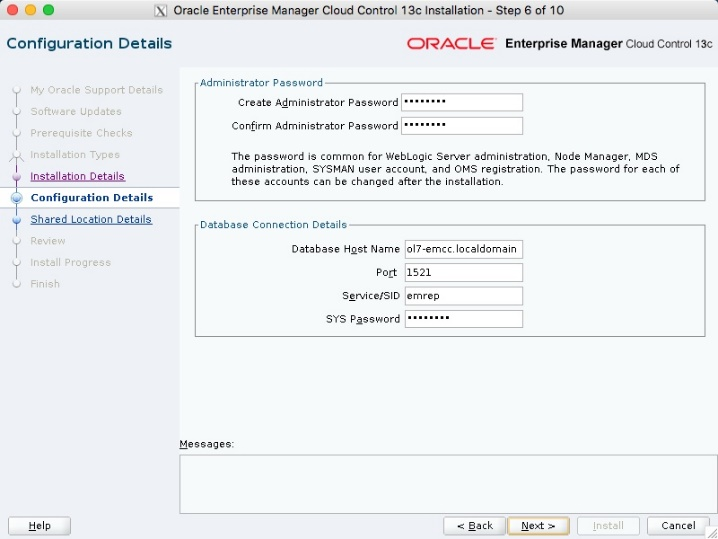 Oracle Enterprise Manager Cloud Control 13c Installation - Step 6 of 10
Configuration Details
ORACLE Enterprise Manager Cloud Control 13c
My Oracle Support Details
Software Updates
Prerequisite Checks
Installation Types
Installation Details
Configuration Details
Shared Location Details
Review
Install Progress
Finish
Administrator Password
Create Administrator Password ••••••••
Confirm Administrator Password ••••••••
The password is common for WebLogic Server administration, Node Manager, MDS
administration, SYSMAN user account, and OMS registration. The password for each of
these accounts can be changed after the installation.
Database Connection Details
Database Host Name ol7-emcc.localdomain
Port 1521
Service/SID emrep
SYS Password ••••••••
Messages:
Help
< Back Next > Install Cancel